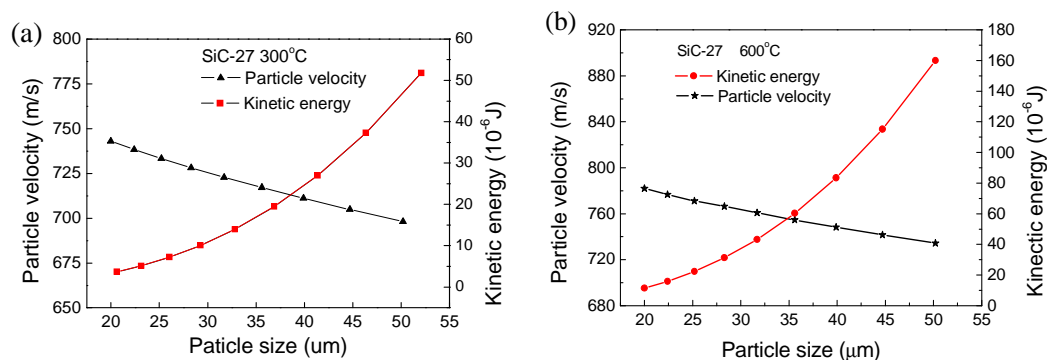 (a)
SiC-27 300°C
Particle velocity
Kinetic energy
Particle velocity (m/s)
800
775
750
725
700
675
650
Kinetic energy (10⁻⁶J)
60
50
40
30
20
10
0
20 25 30 35 40 45 50 55
Paticle size (um)
(b)
SiC-27 600°C
Kinetic energy
Particle velocity
Particle velocity (m/s)
920
880
840
800
760
720
680
Kinectic energy (10⁻⁶J)
180
160
140
120
100
80
60
40
20
0
20 25 30 35 40 45 50 55
Particle size (μm)